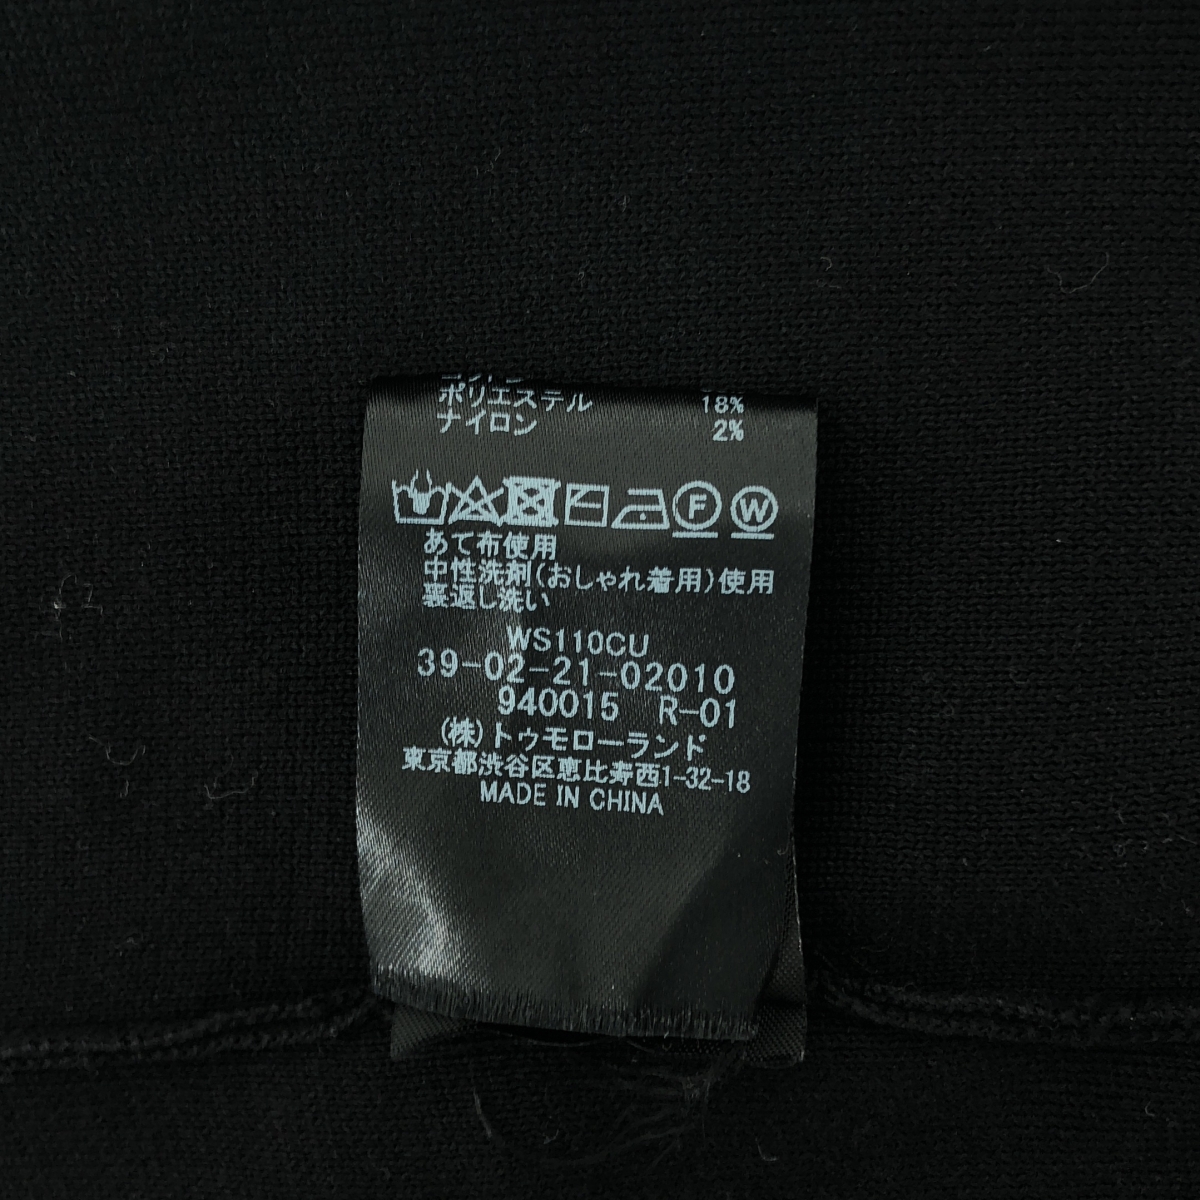 ポリエステル 18%
ナイロン 2%
F W
あて布使用
中性洗剤(おしゃれ着用)使用
裏返し洗い
WS110CU
39-02-21-02010
940015 R-01
(株)トゥモローランド
東京都渋谷区恵比寿西1-32-18
MADE IN CHINA